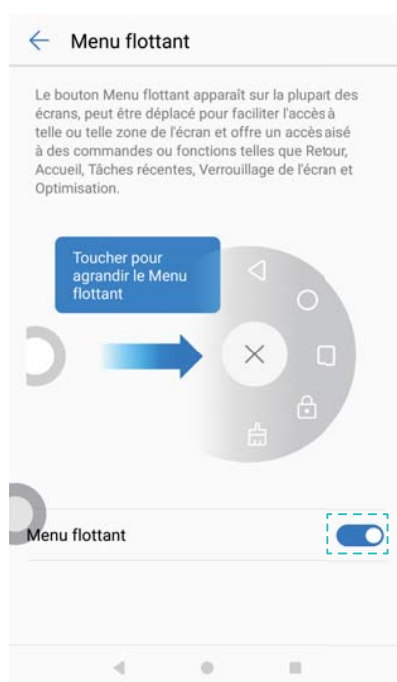 Menu flottant
Le bouton Menu flottant apparaît sur la plupart des
écrans, peut être déplacé pour faciliter l'accès à
telle ou telle zone de l'écran et offre un accès aisé
à des commandes ou fonctions telles que Retour,
Accueil, Tâches récentes, Verrouillage de l'écran et
Optimisation.
Toucher pour
agrandir le Menu
flottant
Menu flottant